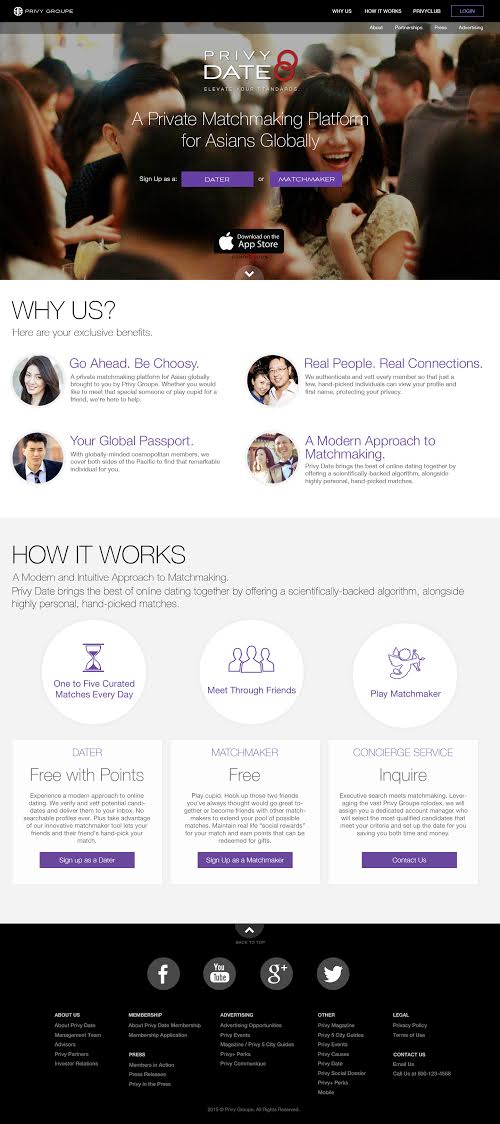 PRIVY GROUPE
WHY US HOW IT WORKS PRIVYCLUB LOGIN
About Partnerships Press Advertising
PRIVY
DATE
ELEVATE YOUR STANDARDS.
A Private Matchmaking Platform
for Asians Globally
Sign Up as a: DATER or MATCHMAKER
Download on the
App Store
COMING SOON
WHY US?
Here are your exclusive benefits.
Go Ahead. Be Choosy.
A private matchmaking platform for Asian globally
brought to you by Privy Groupe. Whether you would
like to meet that special someone or play cupid for a
friend, we're here to help.
Real People. Real Connections.
We authenticate and vett every member so that just a
few, hand-picked individuals can view your profile and
first name, protecting your privacy.
Your Global Passport.
With globally-minded cosmopolitan members, we
cover both sides of the Pacific to find that remarkable
individual for you.
A Modern Approach to
Matchmaking.
Privy Date brings the best of online dating together by
offering a scientifically-backed algorithm, alongside
highly personal, hand-picked matches.
HOW IT WORKS
A Modern and Intuitive Approach to Matchmaking.
Privy Date brings the best of online dating together by offering a scientifically-backed algorithm, alongside
highly personal, hand-picked matches.
One to Five Curated
Matches Every Day
Meet Through Friends
Play Matchmaker
DATER
Free with Points
Experience a modern approach to online
dating. We verify and vett potential candi-
dates and deliver them to your inbox. No
searchable profiles ever. Plus take advantage
of our innovative matchmaker tool lets your
friends and their friend's hand-pick your
match.
Sign up as a Dater
MATCHMAKER
Free
Play cupid. Hook up those two friends
you've always thought would go great to-
gether or become friends with other match-
makers to extend your pool of possible
matches. Maintain real life "social rewards"
for your match and earn points that can be
redeemed for gifts.
Sign Up as a Matchmaker
CONCIERGE SERVICE
Inquire
Executive search meets matchmaking. Lever-
aging the vast Privy Groupe rolodex, we will
assign you a dedicated account manager who
will select the most qualified candidates that
meet your criteria and set up the date for you
saving you both time and money.
Contact Us
BACK TO TOP
f
You
Tube
g+
ABOUT US
About Privy Date
Management Team
Advisors
Privy Partners
Investor Relations
MEMBERSHIP
About Privy Date Membership
Membership Application
PRESS
Members in Action
Press Releases
Privy in the Press
ADVERTISING
Advertising Opportunities
Privy Events
Magazine / Privy 5 City Guides
Privy+ Perks
Privy Communique
OTHER
Privy Magazine
Privy 5 City Guides
Privy Events
Privy Causes
Privy Date
Privy Social Dossier
Privy+ Perks
Mobile
LEGAL
Privacy Policy
Terms of Use
CONTACT US
Email Us
Call Us at 800-123-4568
2015 © Privy Groupe. All Rights Reserved.